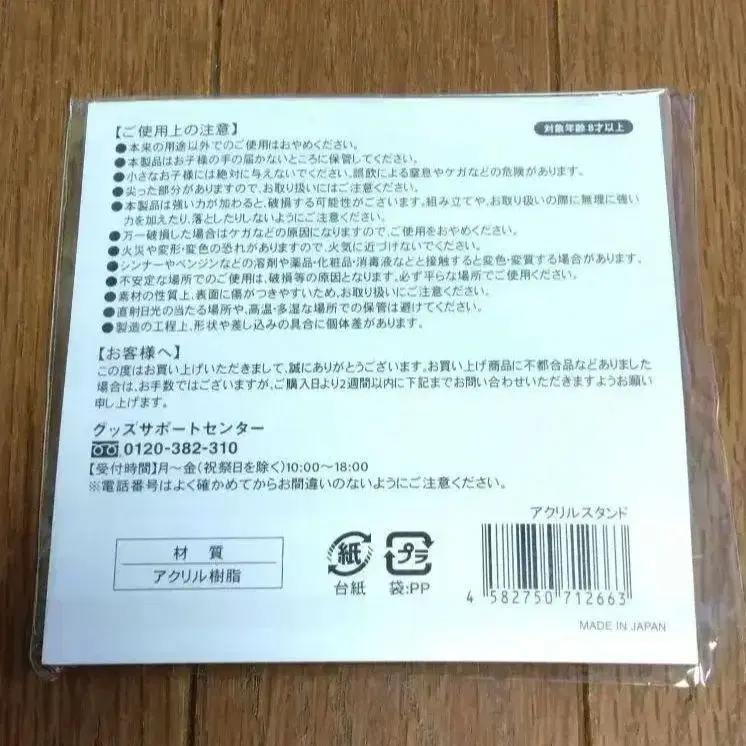 【ご使用上の注意】
対象年齢 8才以上
●本来の用途以外でのご使用はおやめください。
●本製品はお子様の手の届かないところに保管してください。
●小さなお子様には絶対に与えないでください。誤飲による窒息やケガなどの危険があります。
●尖った部分がありますので、お取り扱いにはご注意ください。
●本製品は強い力が加わると、破損する可能性がございます。組み立てや、お取り扱いの際に無理に強い
力を加えたり、落としたりしないようにご注意ください。
●万一破損した場合はケガなどの原因になりますので、ご使用をおやめください。
●火災や変形・変色の恐れがありますので、火気に近づけないでください。
●シンナーやベンジンなどの溶剤や薬品・化粧品・消毒液などと接触すると変色・変質する場合があります。
●不安定な場所でのご使用は、破損等の原因となります。必ず平らな場所でご使用ください。
●素材の性質上、表面に傷がつきやすいため、お取り扱いにご注意ください。
●直射日光の当たる場所や、高温・多湿な場所での保管は避けてください。
●製造の工程上、形状や差し込みの具合に個体差があります。
【お客様へ】
この度はお買い上げいただきまして、誠にありがとうございます。お買い上げ商品に不都合品などありました
場合は、お手数ではございますが、ご購入日より2週間以内に下記までお問い合わせいただきますようお願い
申し上げます。
グッズサポートセンター
0120-382-310
【受付時間】月～金(祝祭日を除く)10:00～18:00
※電話番号はよく確かめてからお間違いのないようにご注意ください。
アクリルスタンド
材 質
アクリル樹脂
紙
台紙
プラ
袋:PP
4 582750 712663
MADE IN JAPAN